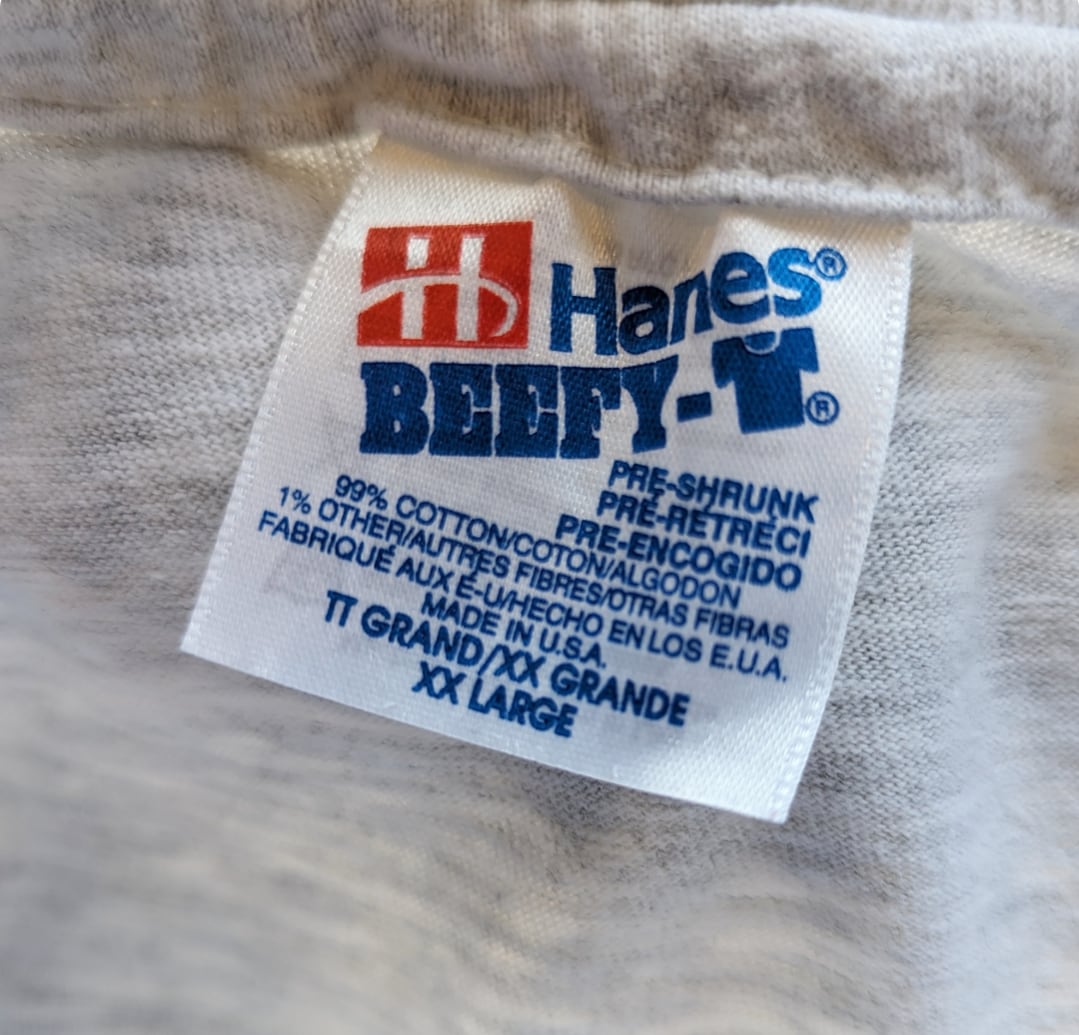 H Hanes®
BEEFY-T®
PRE-SHRUNK
PRÉ-RÉTRÉCI
PRE-ENCOGIDO
99% COTTON/COTON/ALGODON
1% OTHER/AUTRES FIBRES/OTRAS FIBRAS
FABRIQUÉ AUX É-U/HECHO EN LOS E.U.A.
MADE IN U.S.A.
TT GRAND/XX GRANDE
XX LARGE